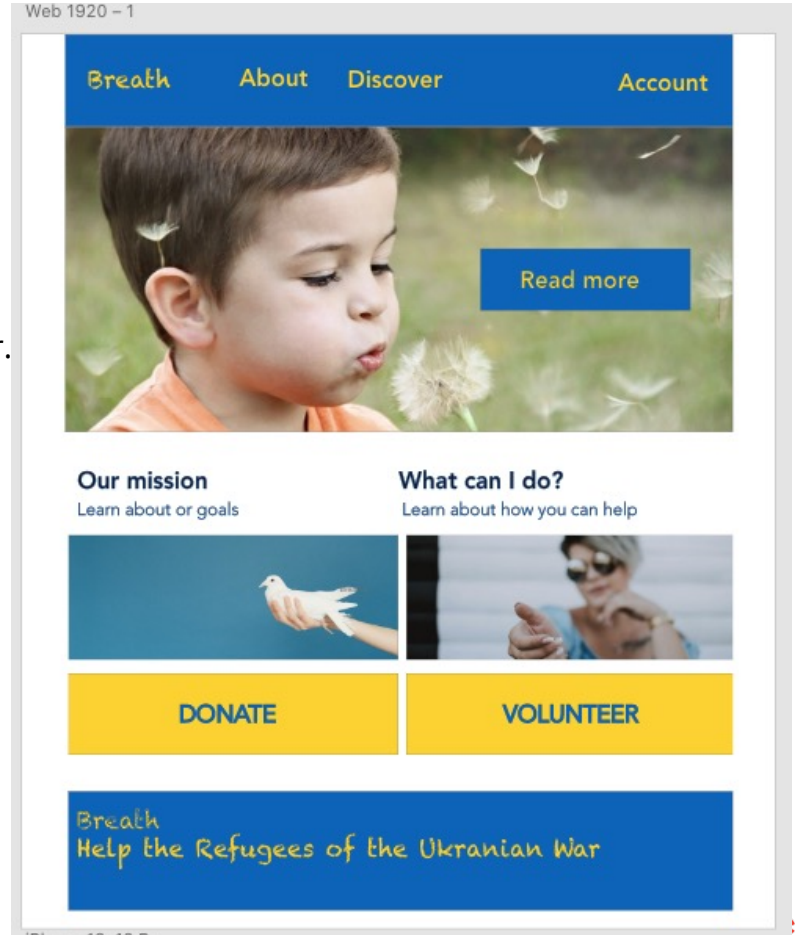 Web 1920 – 1
Breath About Discover Account
Read more
Our mission What can I do?
Learn about or goals Learn about how you can help
DONATE VOLUNTEER
Breath
Help the Refugees of the Ukranian War